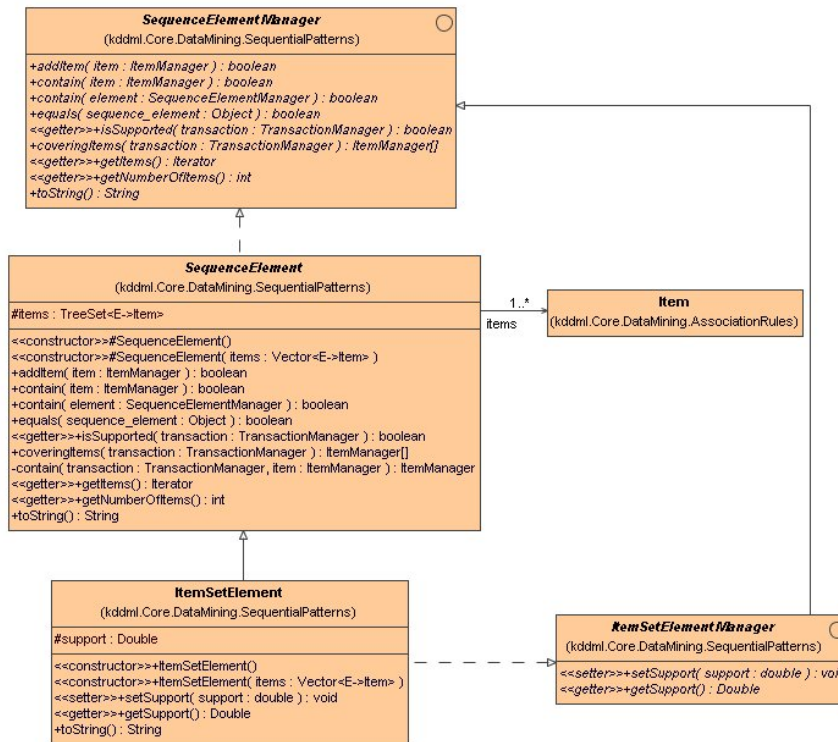 SequenceElementManager
(kddml.Core.DataMining.SequentialPatterns)
+addItem( item : ItemManager ) : boolean
+contain( item : ItemManager ) : boolean
+contain( element : SequenceElementManager ) : boolean
+equals( sequence_element : Object ) : boolean
<<getter>>+isSupported( transaction : TransactionManager ) : boolean
+coveringItems( transaction : TransactionManager ) : ItemManager[]
<<getter>>+getItems() : Iterator
<<getter>>+getNumberOfItems() : int
+toString() : String
SequenceElement
(kddml.Core.DataMining.SequentialPatterns)
#items : TreeSet<E->Item>
<<constructor>>#SequenceElement()
<<constructor>>#SequenceElement( items : Vector<E->Item> )
+addItem( item : ItemManager ) : boolean
+contain( item : ItemManager ) : boolean
+contain( element : SequenceElementManager ) : boolean
+equals( sequence_element : Object ) : boolean
<<getter>>+isSupported( transaction : TransactionManager ) : boolean
+coveringItems( transaction : TransactionManager ) : ItemManager[]
-contain( transaction : TransactionManager, item : ItemManager ) : ItemManager
<<getter>>+getItems() : Iterator
<<getter>>+getNumberOfItems() : int
+toString() : String
1..*
items
Item
(kddml.Core.DataMining.AssociationRules)
ItemSetElement
(kddml.Core.DataMining.SequentialPatterns)
#support : Double
<<constructor>>+ItemSetElement()
<<constructor>>+ItemSetElement( items : Vector<E->Item> )
<<setter>>+setSupport( support : double ) : void
<<getter>>+getSupport() : Double
+toString() : String
ItemSetElementManager
(kddml.Core.DataMining.SequentialPatterns)
<<setter>>+setSupport( support : double ) : void
<<getter>>+getSupport() : Double